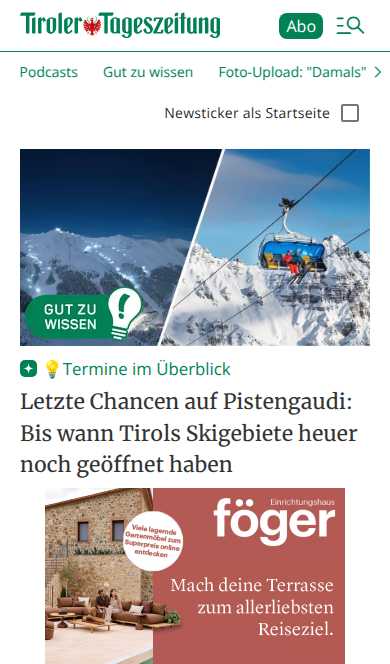 Tiroler Tageszeitung
Abo
Podcasts Gut zu wissen Foto-Upload: "Damals"
Newsticker als Startseite
GUT ZU
WISSEN
Termine im Überblick
Letzte Chancen auf Pistengaudi:
Bis wann Tirols Skigebiete heuer
noch geöffnet haben
Einrichtungshaus
föger
Viele lagernde
Gartenmöbel zum
Superpreis online
entdecken
Mach deine Terrasse
zum allerliebsten
Reiseziel.